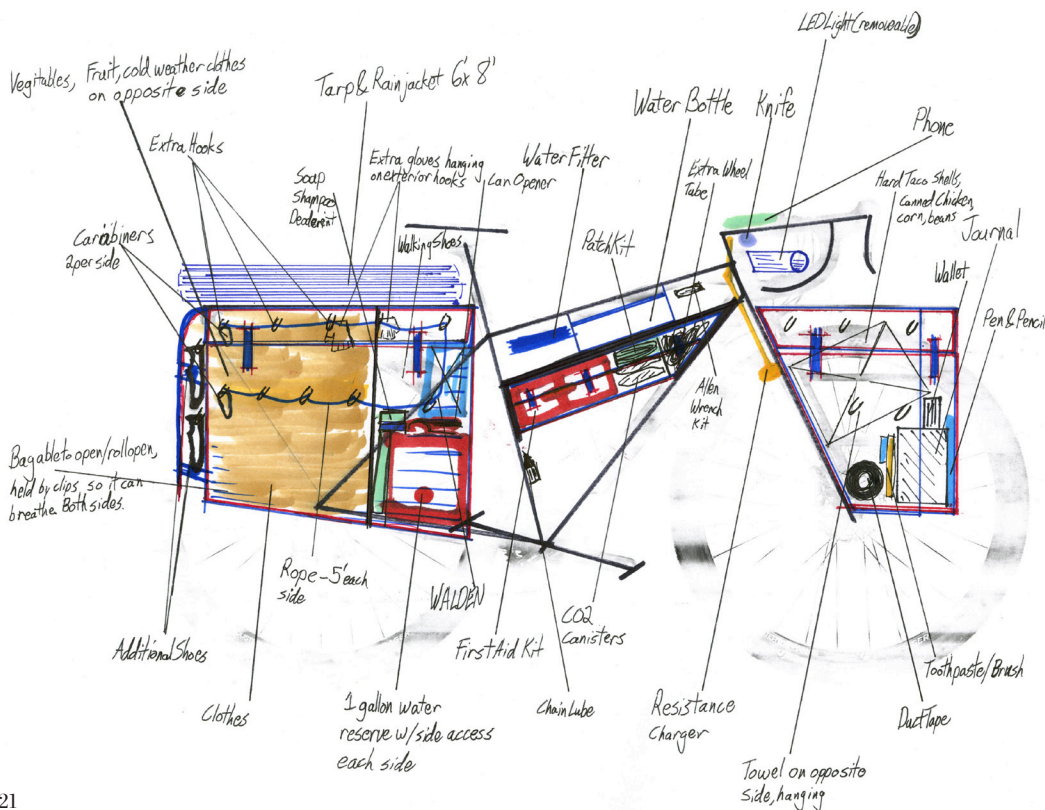 LED Light (removeable)
Vegitables, Fruit, cold weather clothes
on opposite side
Tarp & Rain jacket 6'x 8'
Water Bottle
Knife
Phone
Extra Hooks
Soap
Shampoo
Deoderint
Extra gloves hanging
on exterior hooks
Can Opener
Water Filter
Extra Wheel
Tube
Hard Taco Shells,
Canned Chicken,
corn, beans
Journal
Carabiners
2 per side
Walking Shoes
Patch Kit
Wallet
Pen & Pencil
Allen
Wrench
Kit
Bag able to open/roll open,
held by clips, so it can
breathe. Both sides.
Rope - 5' each
side
WALDEN
First Aid Kit
CO2
Canisters
Additional Shoes
Toothpaste/Brush
Clothes
1 gallon water
reserve w/side access
each side
Chain Lube
Resistance
Charger
Duct Tape
Towel on opposite
side, hanging
21